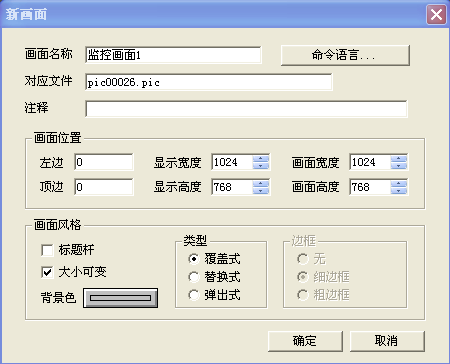 新画面
画面名称 监控画面1 命令语言...
对应文件 pic00026.pic
注释
画面位置
左边 0 显示宽度 1024 画面宽度 1024
顶边 0 显示高度 768 画面高度 768
画面风格
标题杆
大小可变
背景色
类型
覆盖式
替换式
弹出式
边框
无
细边框
粗边框
确定 取消